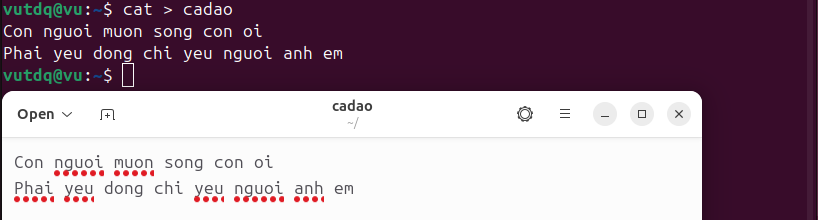 vutdq@vu:~$ cat > cadao
Con nguoi muon song con oi
Phai yeu dong chi yeu nguoi anh em
vutdq@vu:~$
Open
cadao
~/
Con nguoi muon song con oi
Phai yeu dong chi yeu nguoi anh em